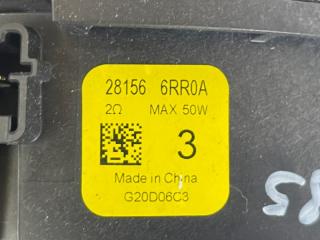 28156 6RR0A
2Ω MAX 50W
3
Made in China
G20D06C3